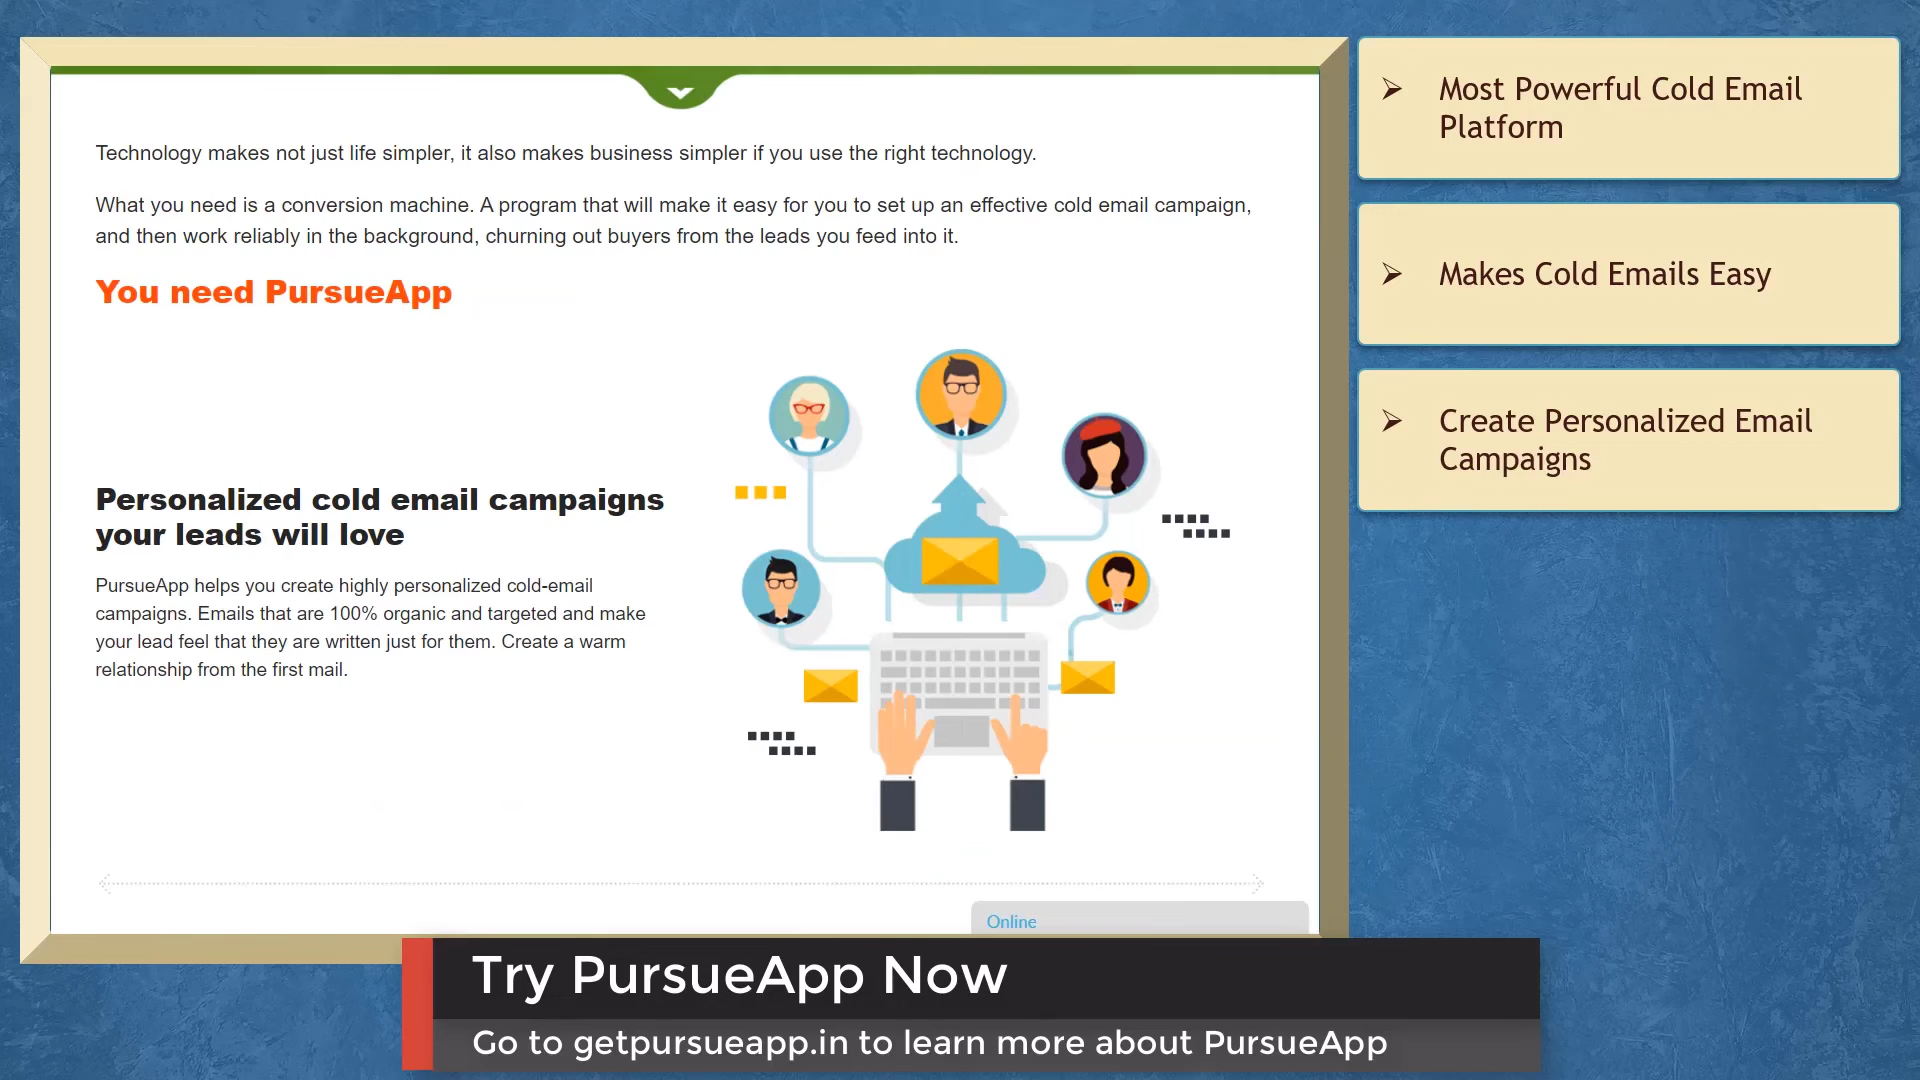 Technology makes not just life simpler, it also makes business simpler if you use the right technology.
What you need is a conversion machine. A program that will make it easy for you to set up an effective cold email campaign,
and then work reliably in the background, churning out buyers from the leads you feed into it.
You need PursueApp
Personalized cold email campaigns
your leads will love
PursueApp helps you create highly personalized cold-email
campaigns. Emails that are 100% organic and targeted and make
your lead feel that they are written just for them. Create a warm
relationship from the first mail.
Online
Most Powerful Cold Email
Platform
Makes Cold Emails Easy
Create Personalized Email
Campaigns
Try PursueApp Now
Go to getpursueapp.in to learn more about PursueApp